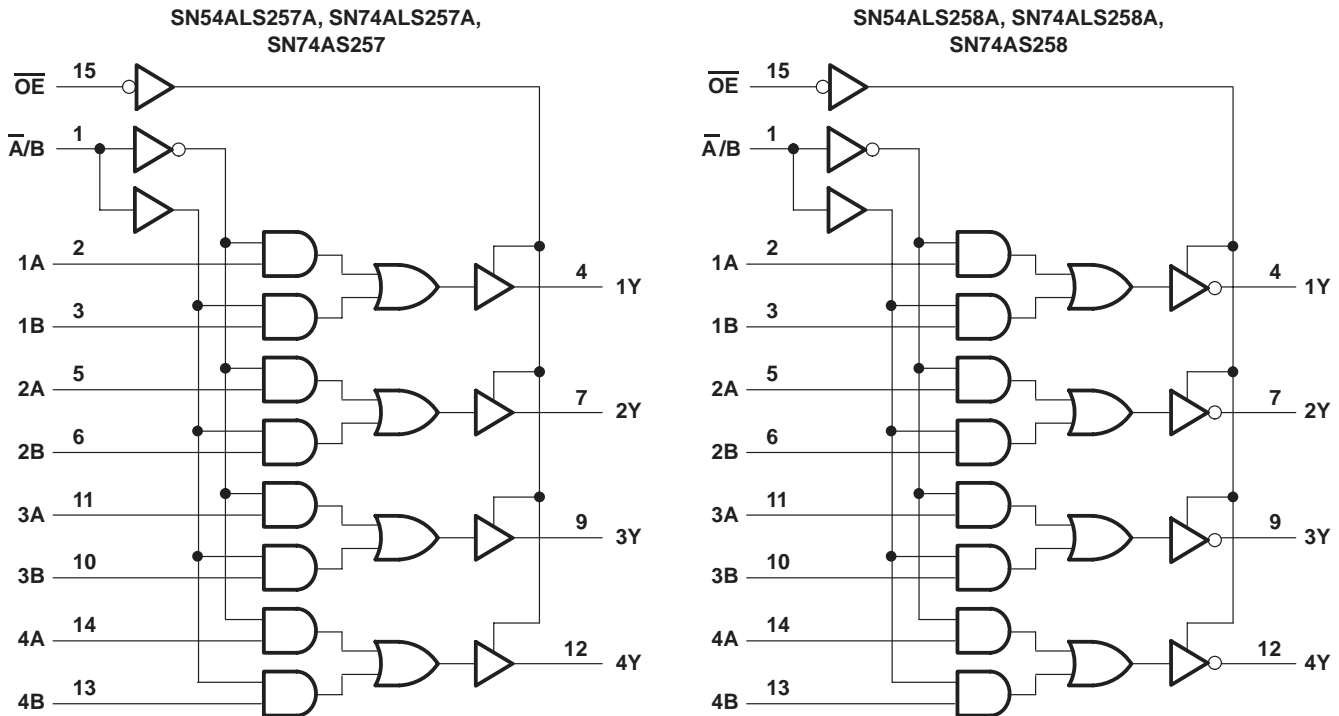 SN54ALS257A, SN74ALS257A,
SN74AS257
OE 15
A/B 1
1A 2
4 1Y
1B 3
2A 5
7 2Y
2B 6
3A 11
9 3Y
3B 10
4A 14
12 4Y
4B 13
SN54ALS258A, SN74ALS258A,
SN74AS258
OE 15
A/B 1
1A 2
4 1Y
1B 3
2A 5
7 2Y
2B 6
3A 11
9 3Y
3B 10
4A 14
12 4Y
4B 13